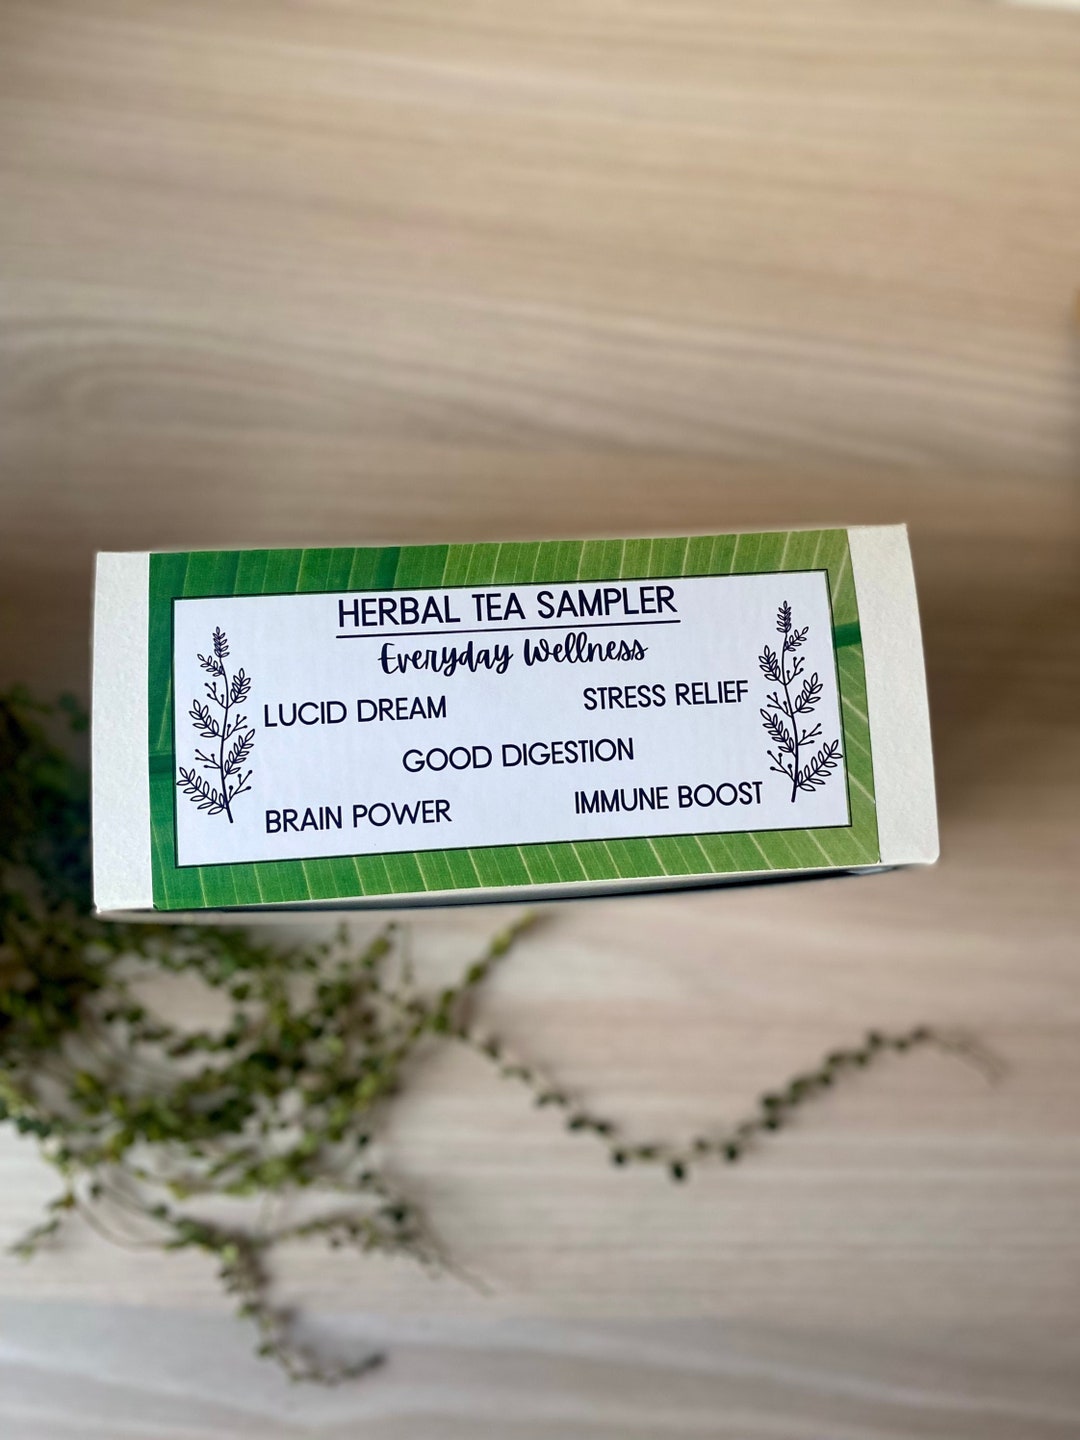 HERBAL TEA SAMPLER
Everyday Wellness
LUCID DREAM
STRESS RELIEF
GOOD DIGESTION
BRAIN POWER
IMMUNE BOOST